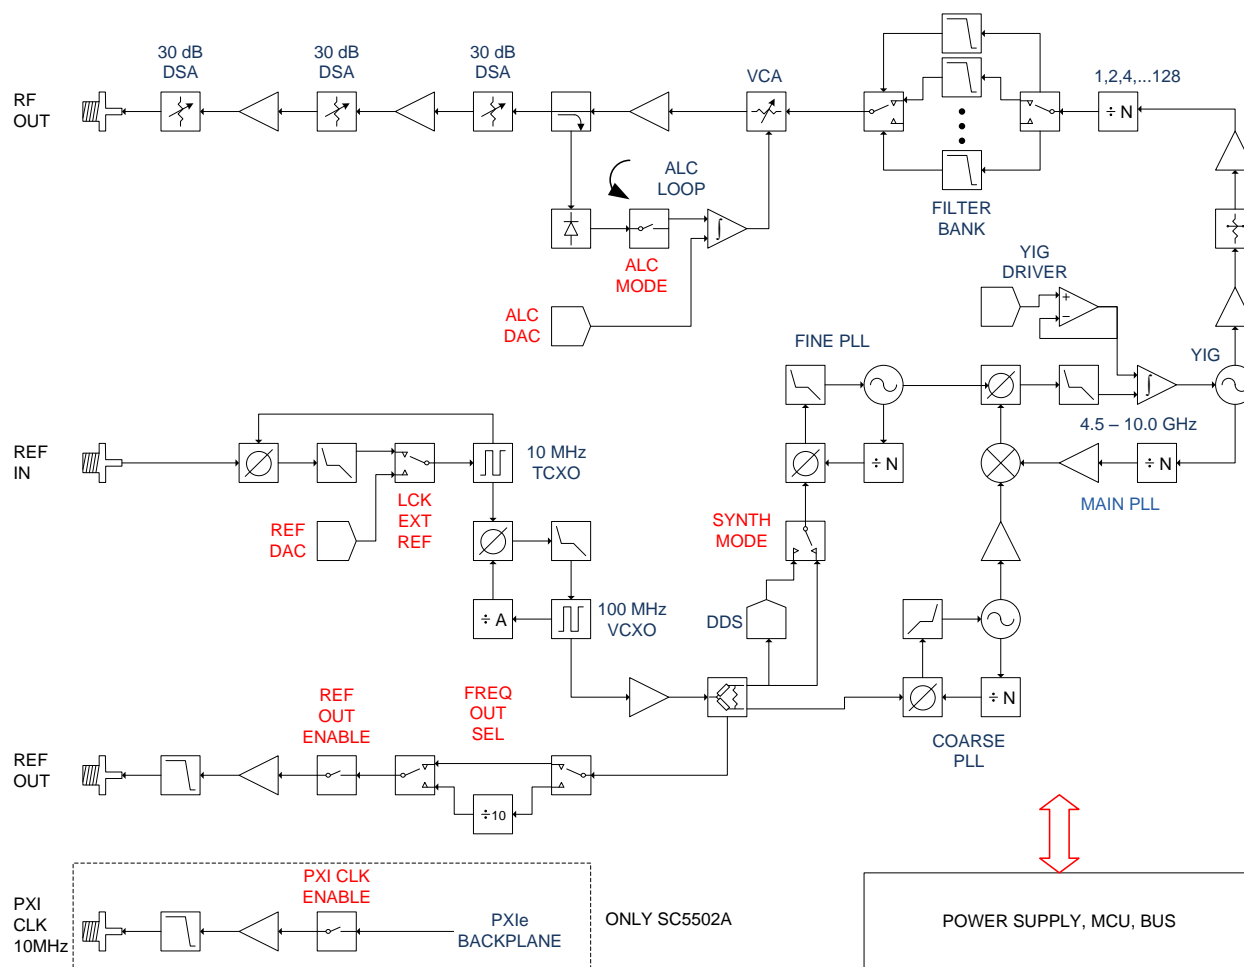 30 dB
DSA
30 dB
DSA
30 dB
DSA
VCA
1,2,4,...128
RF
OUT
÷ N
ALC
LOOP
FILTER
BANK
ALC
MODE
YIG
DRIVER
ALC
DAC
+
−
FINE PLL
YIG
4.5 – 10.0 GHz
REF
IN
10 MHz
TCXO
÷ N
÷ N
LCK
EXT
REF
MAIN PLL
REF
DAC
SYNTH
MODE
÷ A
100 MHz
VCXO
DDS
REF
OUT
ENABLE
FREQ
OUT
SEL
÷ N
COARSE
PLL
REF
OUT
÷10
PXI CLK
ENABLE
PXI
CLK
10MHz
PXIe
BACKPLANE
ONLY SC5502A
POWER SUPPLY, MCU, BUS